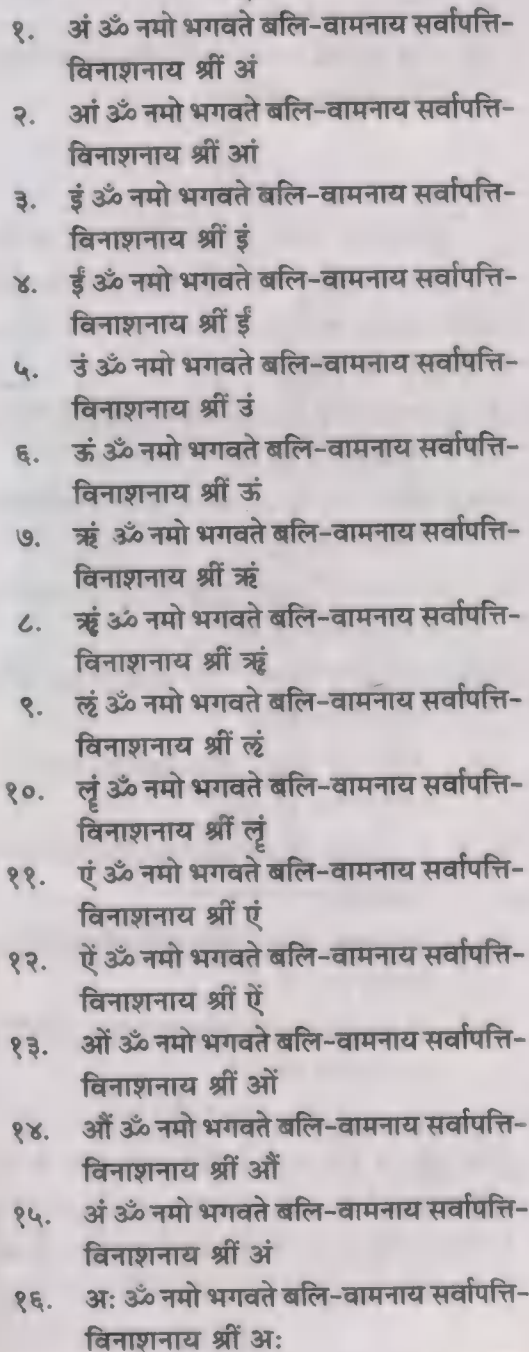 १. अं ॐ नमो भगवते बलि-वामनाय सर्वापत्ति-
विनाशनाय श्रीं अं
२. आं ॐ नमो भगवते बलि-वामनाय सर्वापत्ति-
विनाशनाय श्रीं आं
३. इं ॐ नमो भगवते बलि-वामनाय सर्वापत्ति-
विनाशनाय श्रीं इं
४. ईं ॐ नमो भगवते बलि-वामनाय सर्वापत्ति-
विनाशनाय श्रीं ईं
५. उं ॐ नमो भगवते बलि-वामनाय सर्वापत्ति-
विनाशनाय श्रीं उं
६. ऊं ॐ नमो भगवते बलि-वामनाय सर्वापत्ति-
विनाशनाय श्रीं ऊं
७. ऋं ॐ नमो भगवते बलि-वामनाय सर्वापत्ति-
विनाशनाय श्रीं ऋं
८. ॠं ॐ नमो भगवते बलि-वामनाय सर्वापत्ति-
विनाशनाय श्रीं ॠं
९. ऌं ॐ नमो भगवते बलि-वामनाय सर्वापत्ति-
विनाशनाय श्रीं ऌं
१०. ॡं ॐ नमो भगवते बलि-वामनाय सर्वापत्ति-
विनाशनाय श्रीं ॡं
११. एं ॐ नमो भगवते बलि-वामनाय सर्वापत्ति-
विनाशनाय श्रीं एं
१२. ऐं ॐ नमो भगवते बलि-वामनाय सर्वापत्ति-
विनाशनाय श्रीं ऐं
१३. ओं ॐ नमो भगवते बलि-वामनाय सर्वापत्ति-
विनाशनाय श्रीं ओं
१४. औं ॐ नमो भगवते बलि-वामनाय सर्वापत्ति-
विनाशनाय श्रीं औं
१५. अं ॐ नमो भगवते बलि-वामनाय सर्वापत्ति-
विनाशनाय श्रीं अं
१६. अः ॐ नमो भगवते बलि-वामनाय सर्वापत्ति-
विनाशनाय श्रीं अः